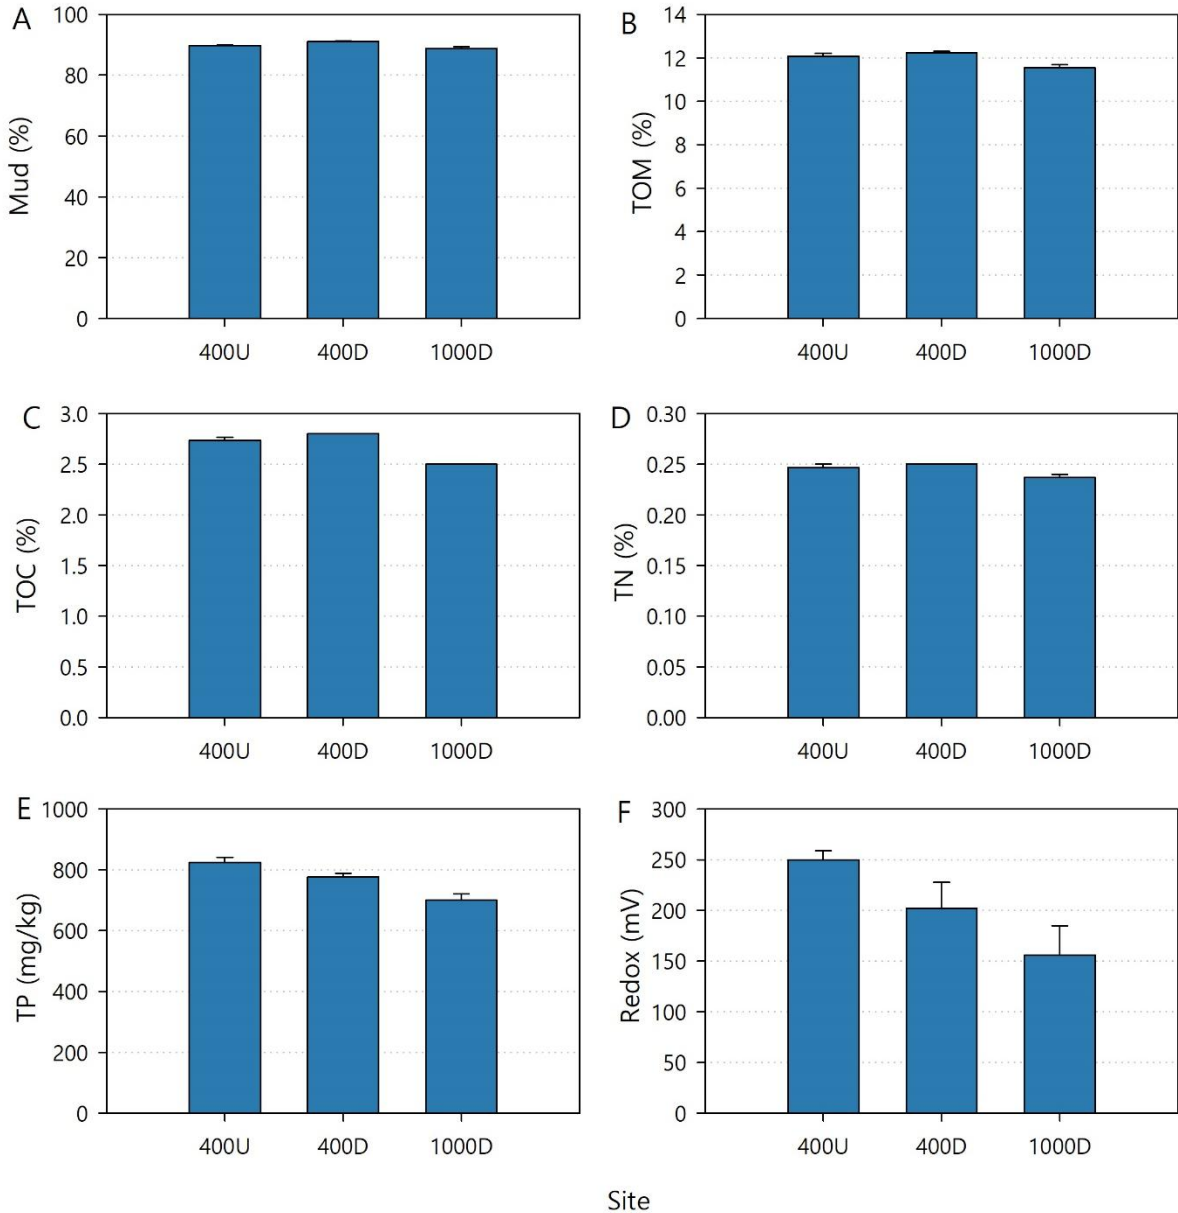 A
Mud (%)
100
80
60
40
20
0
400U 400D 1000D
B
TOM (%)
14
12
10
8
6
4
2
0
400U 400D 1000D
C
TOC (%)
3.0
2.5
2.0
1.5
1.0
0.5
0.0
400U 400D 1000D
D
TN (%)
0.30
0.25
0.20
0.15
0.10
0.05
0.00
400U 400D 1000D
E
TP (mg/kg)
1000
800
600
400
200
0
400U 400D 1000D
F
Redox (mV)
300
250
200
150
100
50
0
400U 400D 1000D
Site